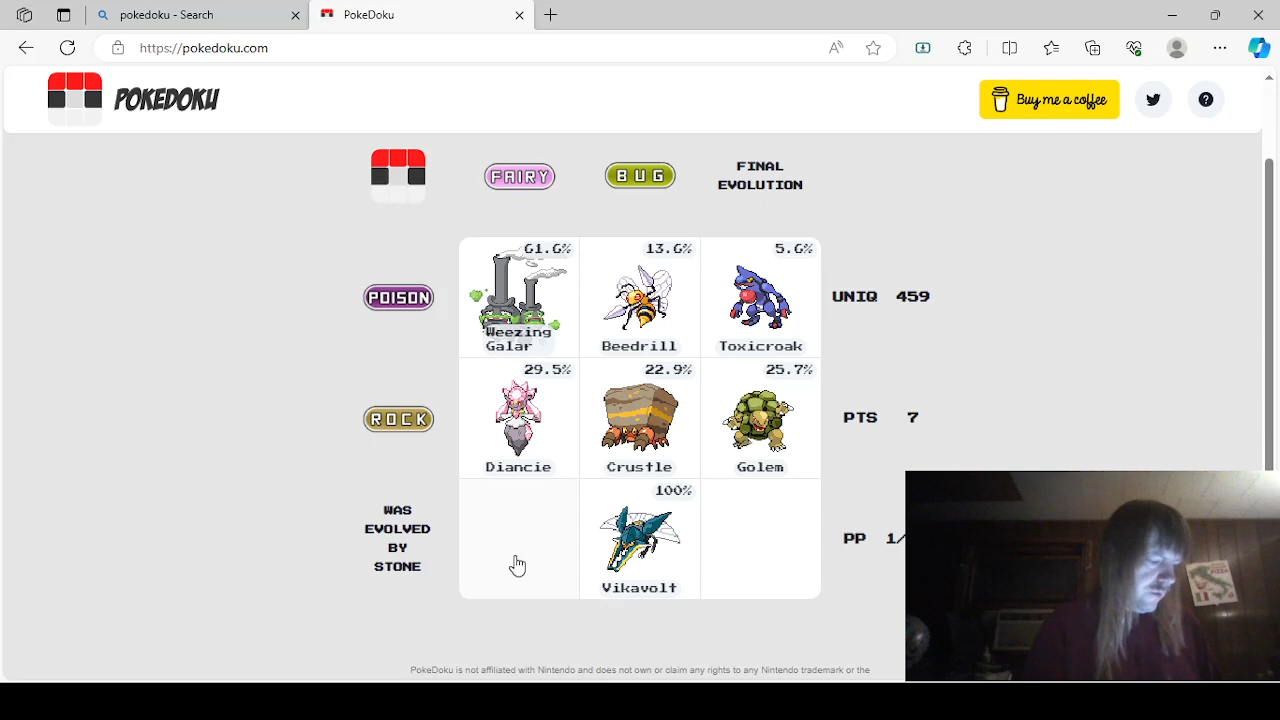 pokedoku - Search
PokeDoku
https://pokedoku.com
POKEDOKU
Buy me a coffee
FAIRY
BUG
FINAL
EVOLUTION
61.6%
13.6%
5.6%
POISON
UNIQ 459
Weezing
Galar
Beedrill
Toxicroak
29.5%
22.9%
25.7%
ROCK
PTS 7
Diancie
Crustle
Golem
100%
WAS
EVOLVED
BY
STONE
PP 1/
Vikavolt
PokeDoku is not affiliated with Nintendo and does not own or claim any rights to any Nintendo trademark or the